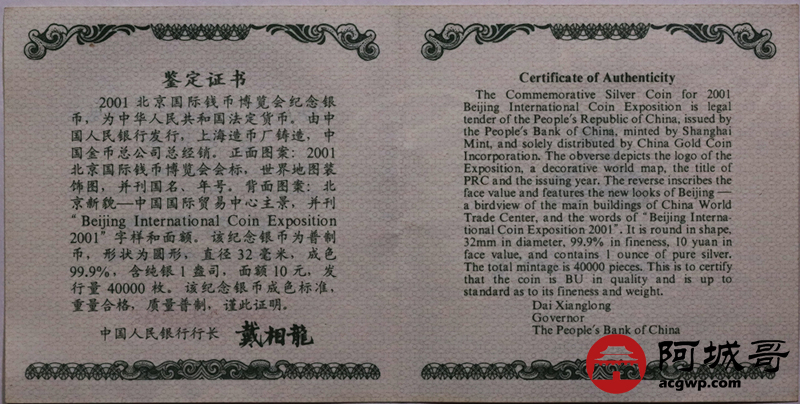 鉴定证书
2001 北京国际钱币博览会纪念银
币，为中华人民共和国法定货币。由中
国人民银行发行，上海造币厂铸造，中
国金币总公司总经销。正面图案：2001
北京国际钱币博览会会标，世界地图装
饰图，并刊国名、年号。背面图案：北
京新貌—中国国际贸易中心主景，并刊
“Beijing International Coin Exposition
2001”字样和面额。该纪念银币为普制
币，形状为圆形，直径 32 毫米，成色
99.9%，含纯银 1 盎司，面额 10 元，发
行量 40000 枚。该纪念银币成色标准，
重量合格，质量普制，谨此证明。
中国人民银行行长 戴相龍
Certificate of Authenticity
The Commemorative Silver Coin for 2001
Beijing International Coin Exposition is legal
tender of the People's Republic of China, issued by
the People's Bank of China, minted by Shanghai
Mint, and solely distributed by China Gold Coin
Incorporation. The obverse depicts the logo of the
Exposition, a decorative world map, the title of
PRC and the issuing year. The reverse inscribes the
face value and features the new looks of Beijing —
a birdview of the main buildings of China World
Trade Center, and the words of “Beijing Interna-
tional Coin Exposition 2001”. It is round in shape,
32mm in diameter, 99.9% in fineness, 10 yuan in
face value, and contains 1 ounce of pure silver.
The total mintage is 40000 pieces. This is to certify
that the coin is BU in quality and is up to
standard as to its fineness and weight.
Dai Xianglong
Governor
The People's Bank of China
阿城哥
acgwp.com